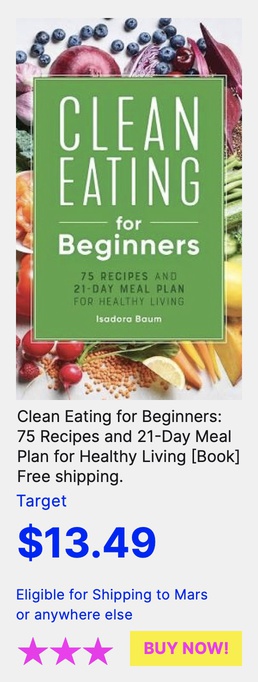 CLEAN
EATING
for
Beginners
75 RECIPES AND
21-DAY MEAL PLAN
FOR HEALTHY LIVING
Isadora Baum
Clean Eating for Beginners:
75 Recipes and 21-Day Meal
Plan for Healthy Living [Book]
Free shipping.
Target
$13.49
Eligible for Shipping to Mars
or anywhere else
BUY NOW!